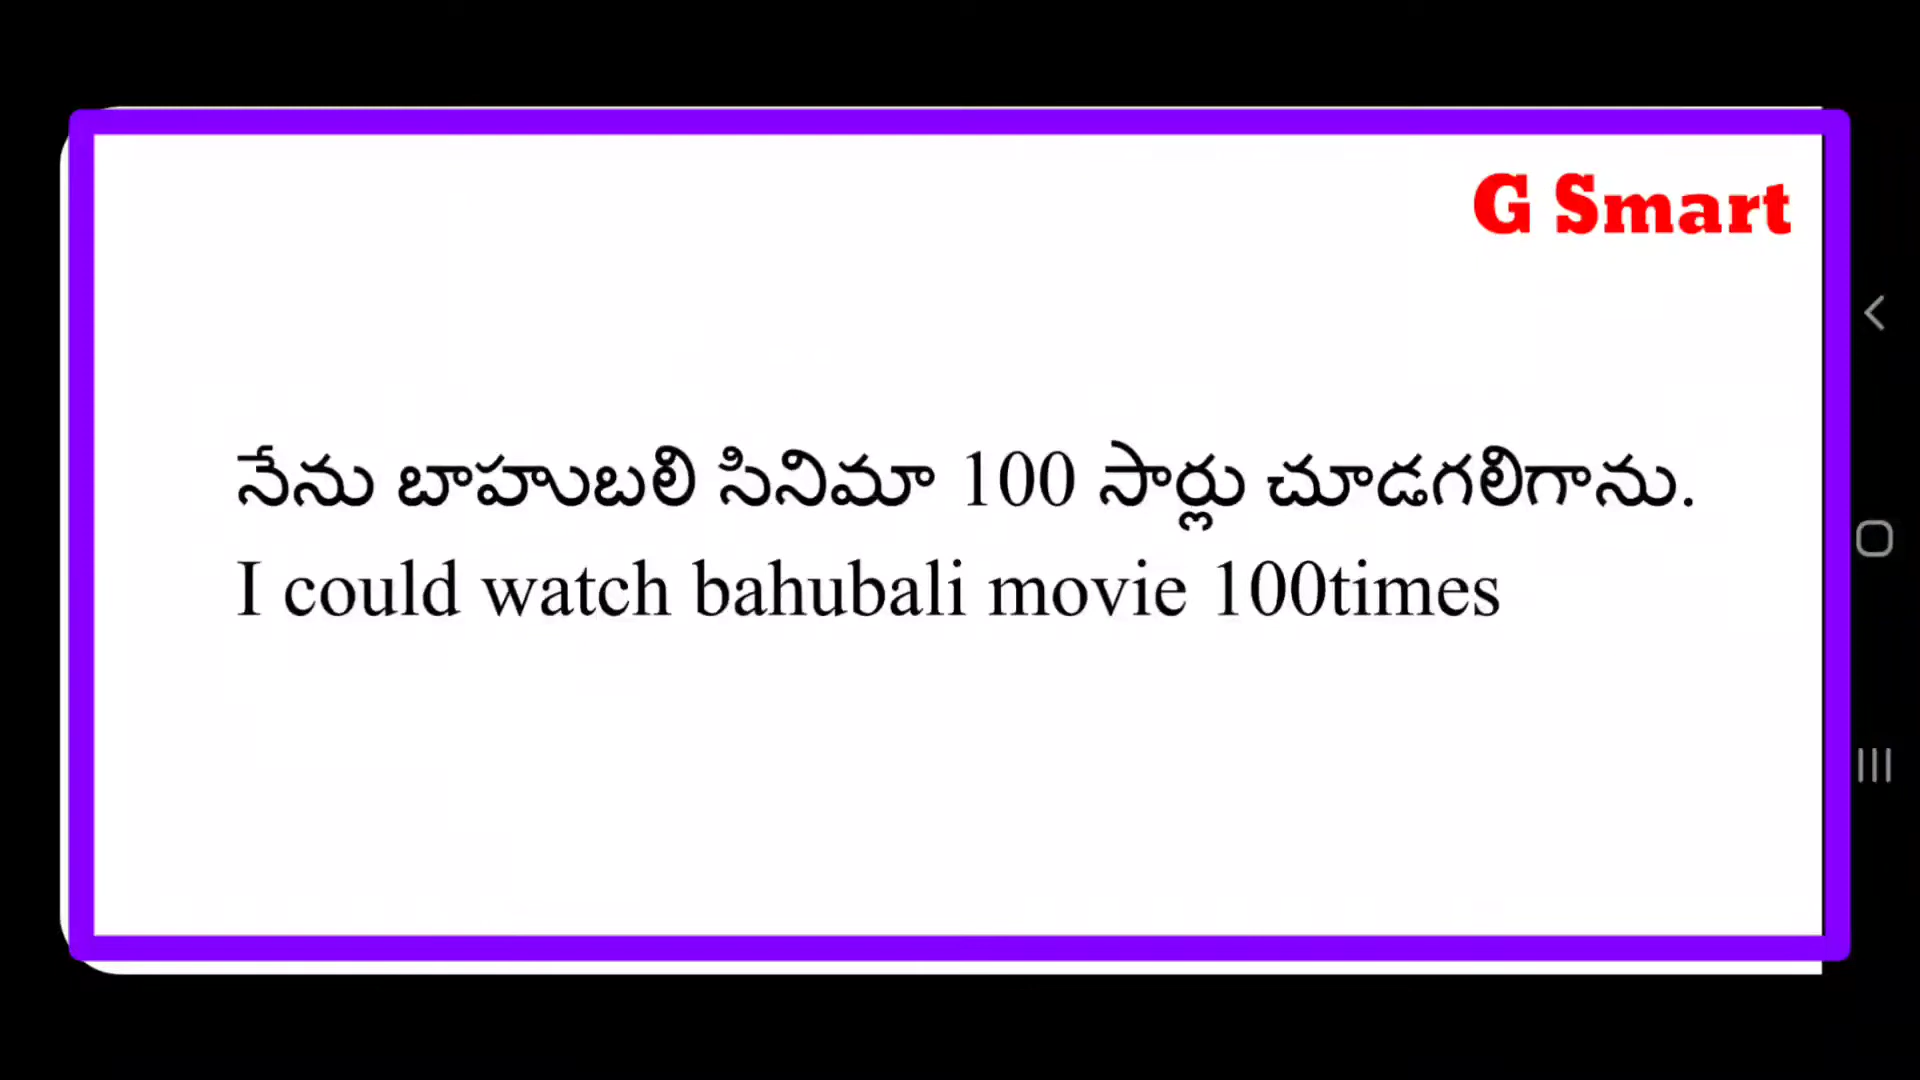 G Smart
నేను బాహుబలి సినిమా 100 సార్లు చూడగలిగాను.
I could watch bahubali movie 100times